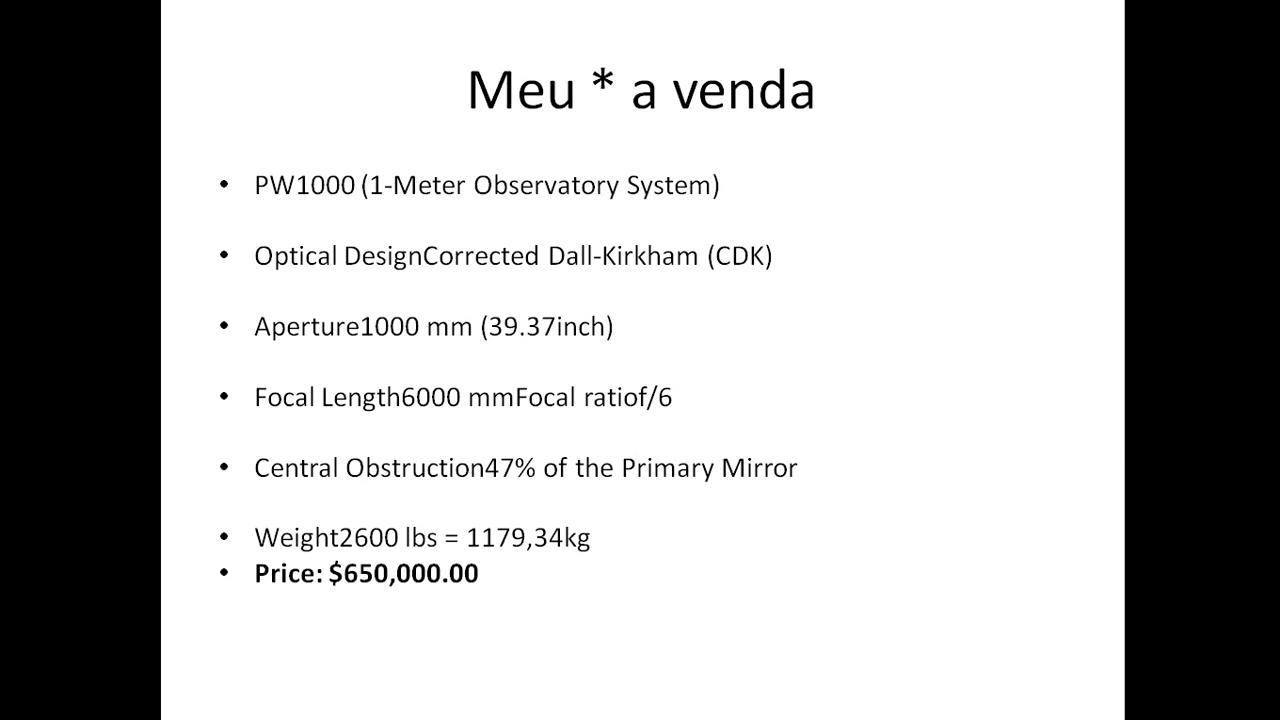 Meu * a venda
• PW1000 (1-Meter Observatory System)
• Optical DesignCorrected Dall-Kirkham (CDK)
• Aperture1000 mm (39.37inch)
• Focal Length6000 mmFocal ratiof/6
• Central Obstruction47% of the Primary Mirror
• Weight2600 lbs = 1179,34kg
• Price: $650,000.00